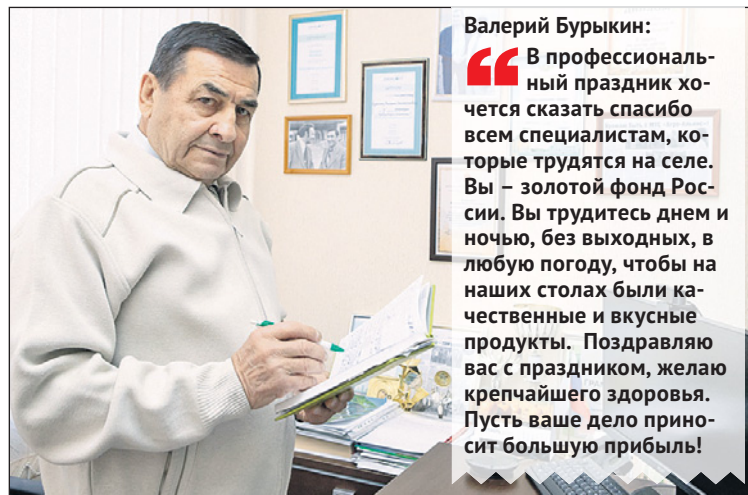 Валерий Бурыкин:
В профессиональ-
ный праздник хо-
чется сказать спасибо
всем специалистам, ко-
торые трудятся на селе.
Вы – золотой фонд Рос-
сии. Вы трудитесь днем и
ночью, без выходных, в
любую погоду, чтобы на
наших столах были ка-
чественные и вкусные
продукты. Поздравляю
вас с праздником, желаю
крепчайшего здоровья.
Пусть ваше дело прино-
сит большую прибыль!